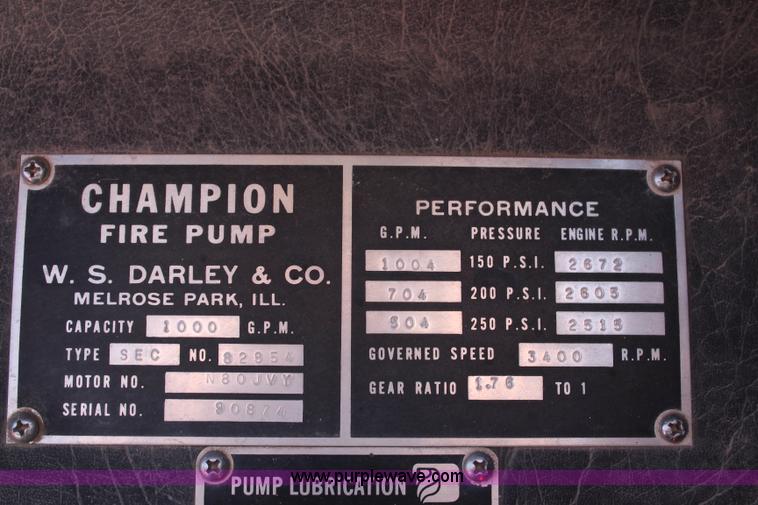 CHAMPION
FIRE PUMP
W. S. DARLEY & CO.
MELROSE PARK, ILL.
CAPACITY 1000 G.P.M.
TYPE SEC NO. 82854
MOTOR NO. N80JVY
SERIAL NO. 90874
PERFORMANCE
G.P.M. PRESSURE ENGINE R.P.M.
1004 150 P.S.I. 2672
704 200 P.S.I. 2605
504 250 P.S.I. 2515
GOVERNED SPEED 3400 R.P.M.
GEAR RATIO 1.76 TO 1
PUMP LUBRICATION
www.purplewave.com